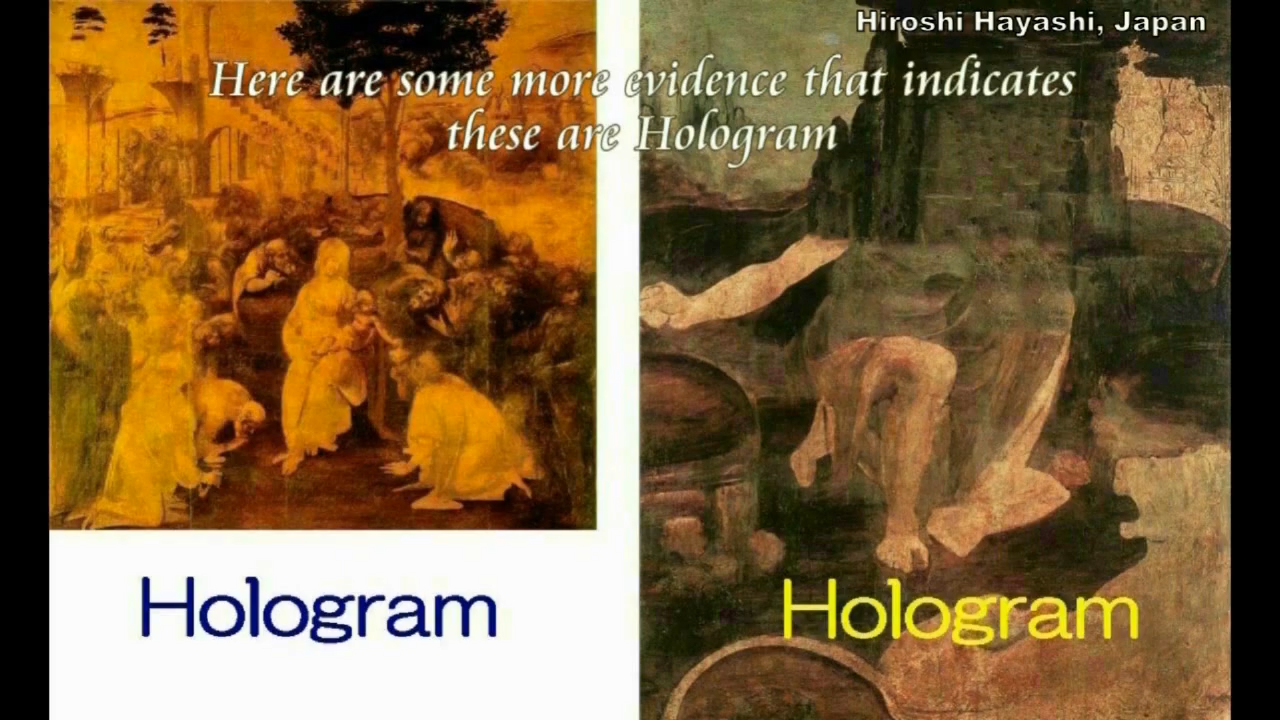 Hiroshi Hayashi, Japan
Here are some more evidence that indicates
these are Hologram
Hologram
Hologram